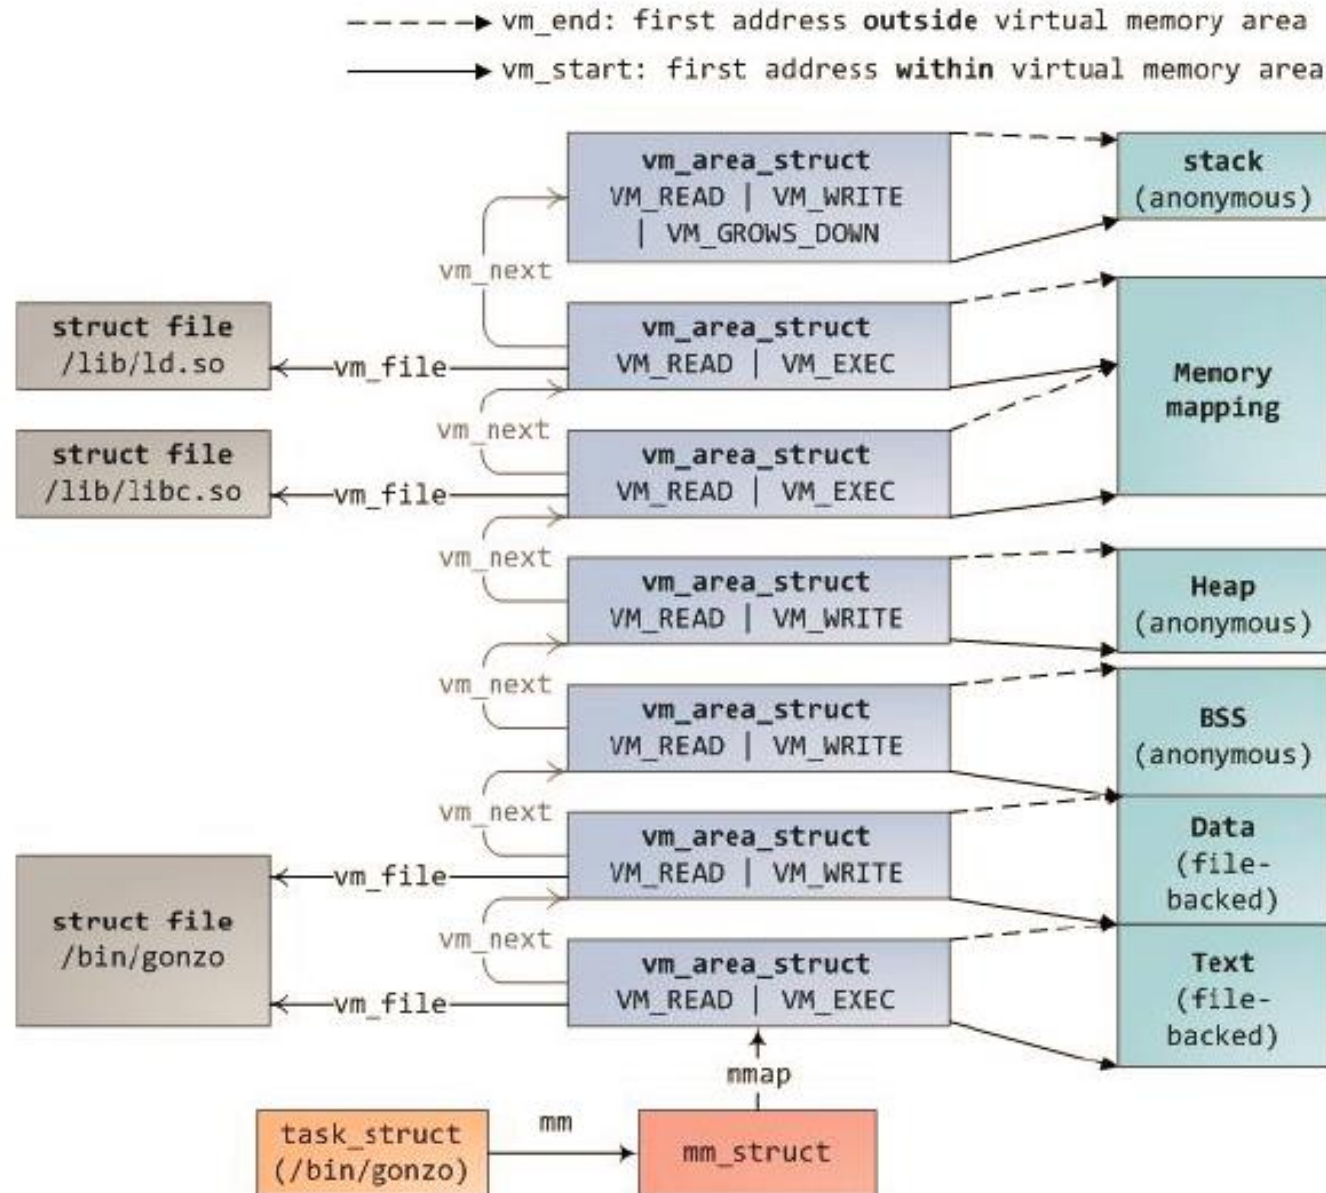 vm_end: first address outside virtual memory area
vm_start: first address within virtual memory area
vm_area_struct
VM_READ | VM_WRITE
| VM_GROWS_DOWN
stack
(anonymous)
vm_next
struct file
/lib/ld.so
vm_file
vm_area_struct
VM_READ | VM_EXEC
Memory
mapping
vm_next
struct file
/lib/libc.so
vm_file
vm_area_struct
VM_READ | VM_EXEC
vm_next
vm_area_struct
VM_READ | VM_WRITE
Heap
(anonymous)
vm_next
vm_area_struct
VM_READ | VM_WRITE
BSS
(anonymous)
vm_next
vm_area_struct
VM_READ | VM_WRITE
Data
(file-
backed)
vm_file
struct file
/bin/gonzo
vm_next
vm_file
vm_area_struct
VM_READ | VM_EXEC
Text
(file-
backed)
mmap
task_struct
(/bin/gonzo)
mm
mm_struct